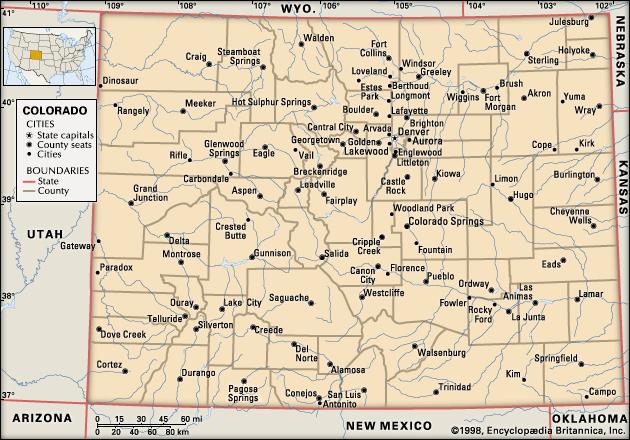 109°
108°
107°
106°
WYO.
105°
104°
103°
102°
41°
40°
39°
38°
37°
NEBRASKA
KANSAS
UTAH
ARIZONA
NEW MEXICO
OKLAHOMA
COLORADO
CITIES
State capitals
County seats
Cities
BOUNDARIES
State
County
Julesburg
Walden
Steamboat
Springs
Craig
Fort
Collins
Windsor
Greeley
Loveland
Sterling
Holyoke
Dinosaur
Estes
Park
Berthoud
Longmont
Wiggins
Brush
Fort
Morgan
Akron
Yuma
Wray
Rangely
Meeker
Hot Sulphur Springs
Boulder
Lafayette
Brighton
Central City
Arvada
Denver
Georgetown
Golden
Aurora
Lakewood
Englewood
Littleton
Cope
Kirk
Rifle
Glenwood
Springs
Eagle
Vail
Breckenridge
Carbondale
Castle
Rock
Kiowa
Limon
Burlington
Grand
Junction
Aspen
Leadville
Fairplay
Hugo
Woodland Park
Colorado Springs
Cheyenne
Wells
Crested
Butte
Gateway
Delta
Montrose
Gunnison
Salida
Cripple
Creek
Fountain
Paradox
Canon
City
Florence
Pueblo
Eads
Ordway
Ouray
Lake City
Saguache
Westcliffe
Fowler
Las
Animas
Lamar
Telluride
Silverton
Creede
Rocky
Ford
La Junta
Dove Creek
Del
Norte
Walsenburg
Cortez
Alamosa
Springfield
Durango
Pagosa
Springs
Conejos
San Luis
Antonito
Trinidad
Kim
Campo
0 15 30 45 60 mi
0 20 40 60 80 km
©1998, Encyclopædia Britannica, Inc.